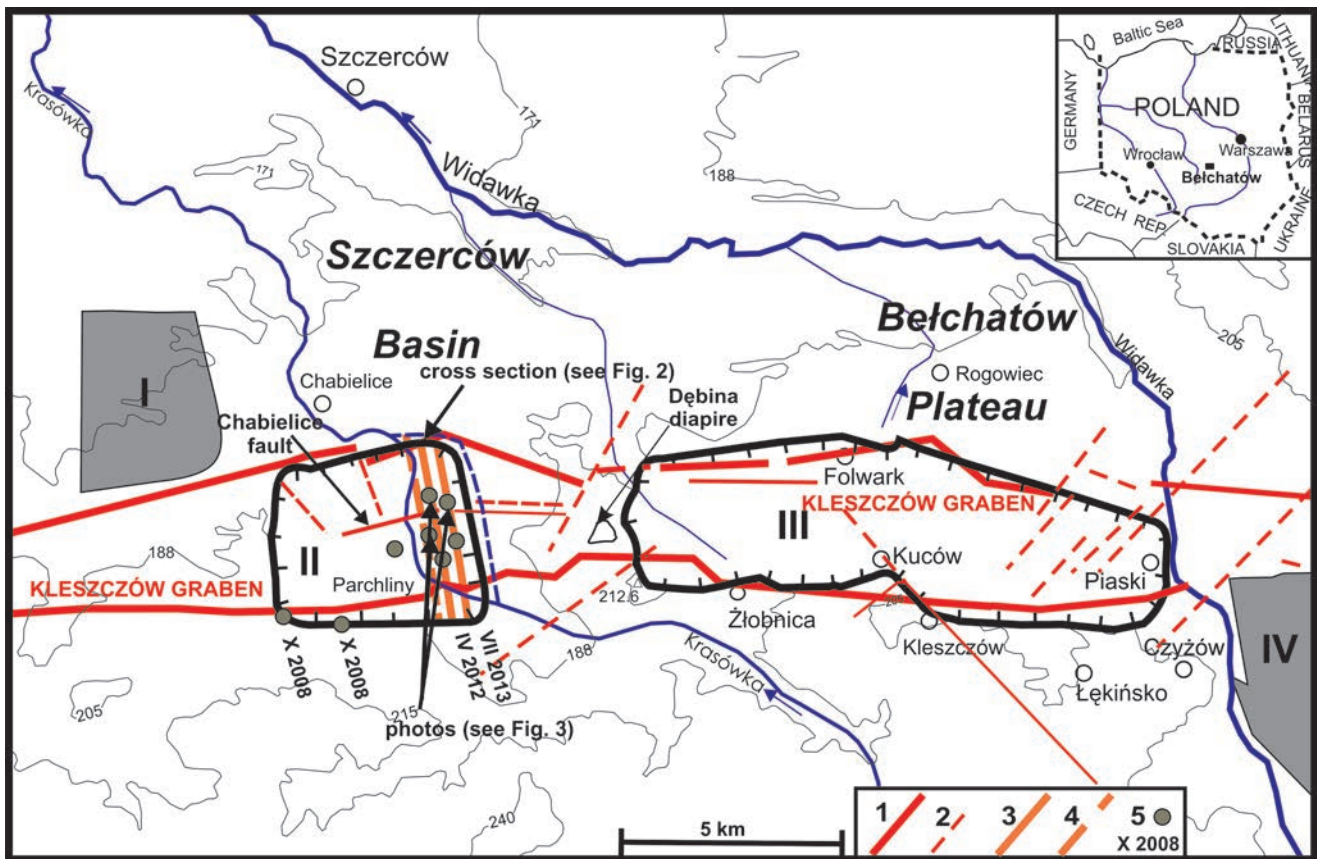 Krasówka
Szczerców
Widawka
171
171
188
Baltic Sea
RUSSIA
LITHUANIA
BELARUS
GERMANY
POLAND
Wrocław
Warszawa
Bełchatów
CZECH REP
SLOVAKIA
UKRAINE
Szczerców
Basin
Bełchatów
Plateau
Widawka
205
I
Chabielice
cross section (see Fig. 2)
Dębina
diapire
Rogowiec
Chabielice
fault
Folwark
KLESZCZÓW GRABEN
188
II
III
KLESZCZÓW GRABEN
Parchliny
Kuców
Piaski
212.6
Żłobnica
205
Kleszczów
Czyżów
IV
Łękińsko
X 2008
X 2008
IV 2012
VII 2013
188
Krasówka
205
215
photos (see Fig. 3)
240
5 km
1
2
3
4
5
X 2008